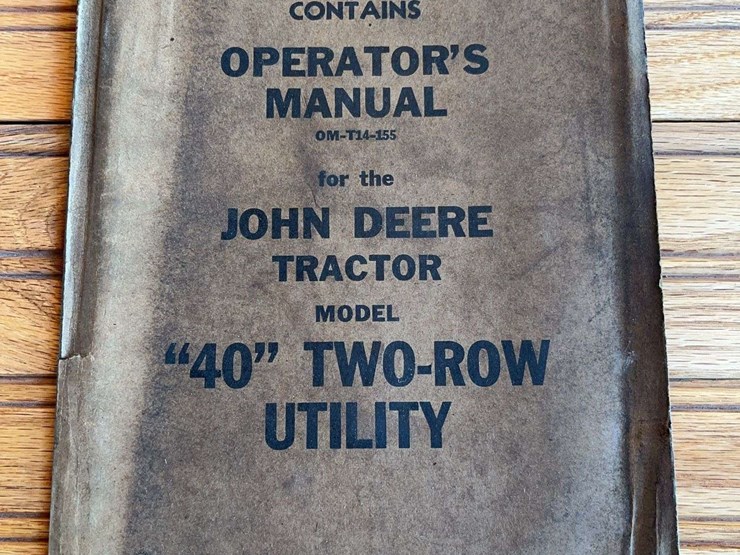 CONTAINS
OPERATOR'S
MANUAL
OM-T14-155
for the
JOHN DEERE
TRACTOR
MODEL
“40” TWO-ROW
UTILITY